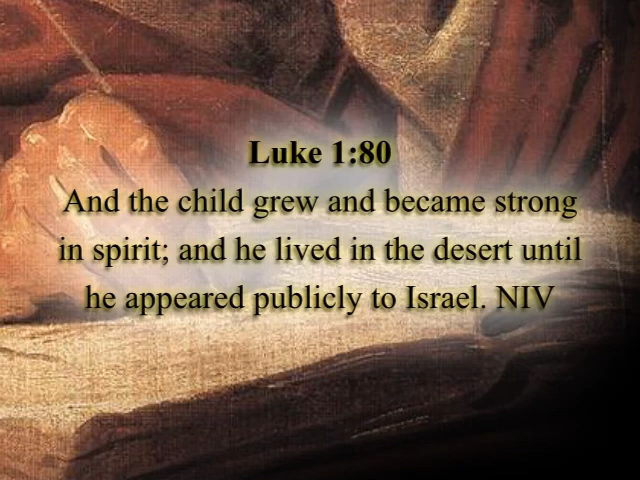 Luke 1:80
And the child grew and became strong
in spirit; and he lived in the desert until
he appeared publicly to Israel. NIV